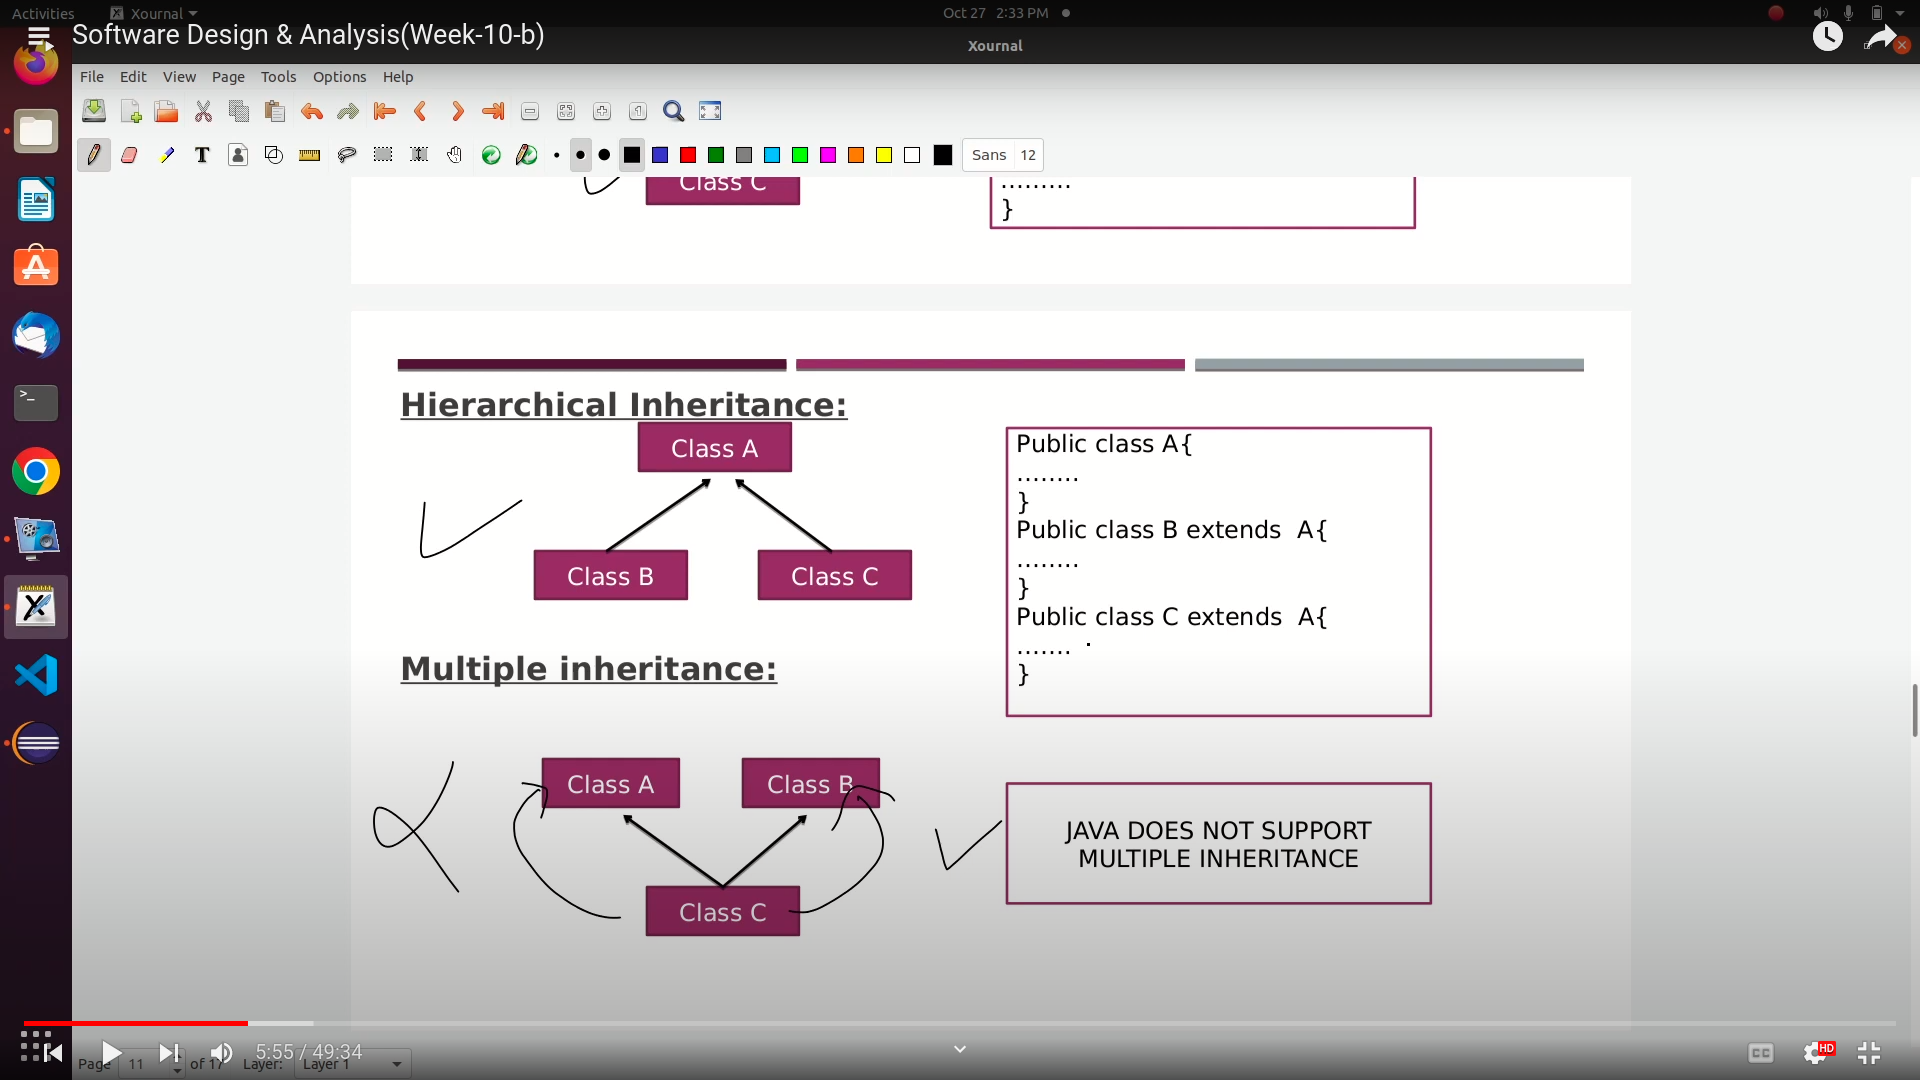 Activities Xournal Oct 27 2:33 PM
Software Design & Analysis(Week-10-b)
Xournal
File Edit View Page Tools Options Help
Sans 12
Class C
.........
}
Hierarchical Inheritance:
Class A
Class B Class C
Public class A{
........
}
Public class B extends A{
........
}
Public class C extends A{
.......
}
Multiple inheritance:
Class A Class B
Class C
JAVA DOES NOT SUPPORT
MULTIPLE INHERITANCE
5:55 / 49:34
CC HD
Page 11 of 17 Layer: Layer 1